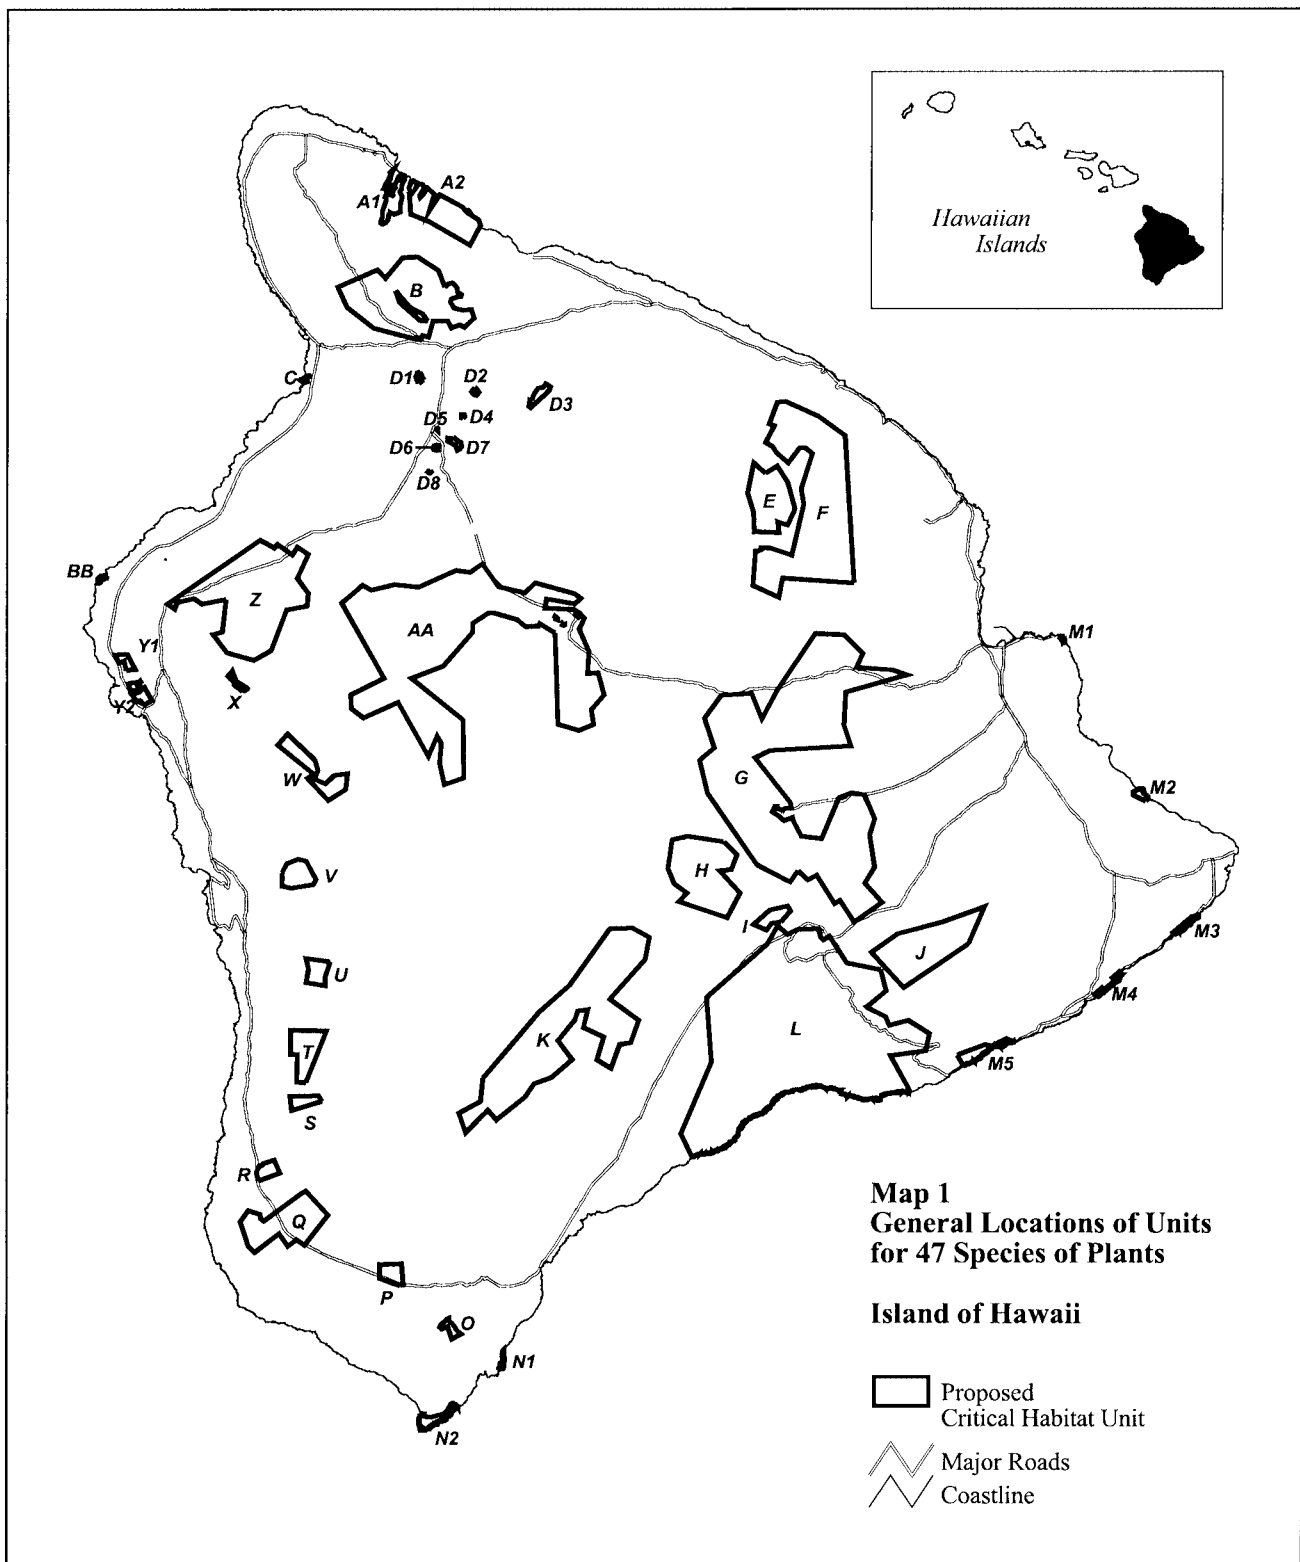 Hawaiian
Islands
A2
A1
B
C
D1
D2
D3
D4
D5
D6
D7
D8
E
F
BB
Z
AA
Y1
X
Y2
M1
W
G
M2
V
H
I
J
M3
U
M4
K
L
T
M5
S
R
Q
P
O
N1
N2
Map 1
General Locations of Units
for 47 Species of Plants
Island of Hawaii
Proposed
Critical Habitat Unit
Major Roads
Coastline